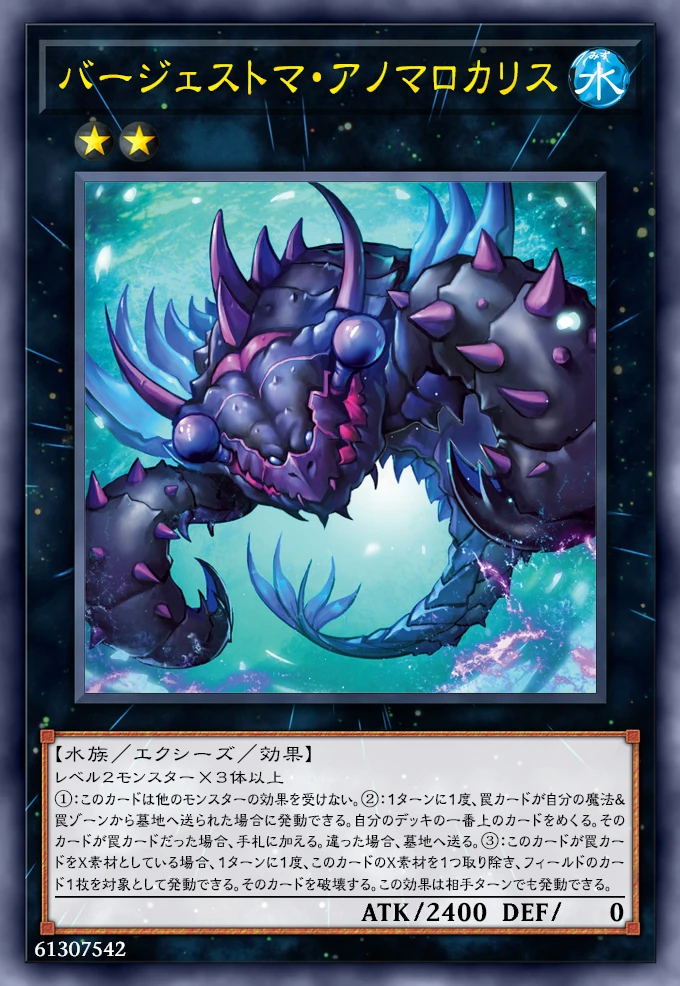 バージェストマ・アノマロカリス
みず
水
【水族／エクシーズ／効果】
レベル２モンスター×３体以上
①：このカードは他のモンスターの効果を受けない。②：1ターンに1度、罠カードが自分の魔法&
罠ゾーンから墓地へ送られた場合に発動できる。自分のデッキの一番上のカードをめくる。その
カードが罠カードだった場合、手札に加える。違った場合、墓地へ送る。③：このカードが罠カー
ドをX素材としている場合、1ターンに1度、このカードのX素材を1つ取り除き、フィールドのカー
ド1枚を対象として発動できる。そのカードを破壊する。この効果は相手ターンでも発動できる。
ATK/2400 DEF/ 0
61307542